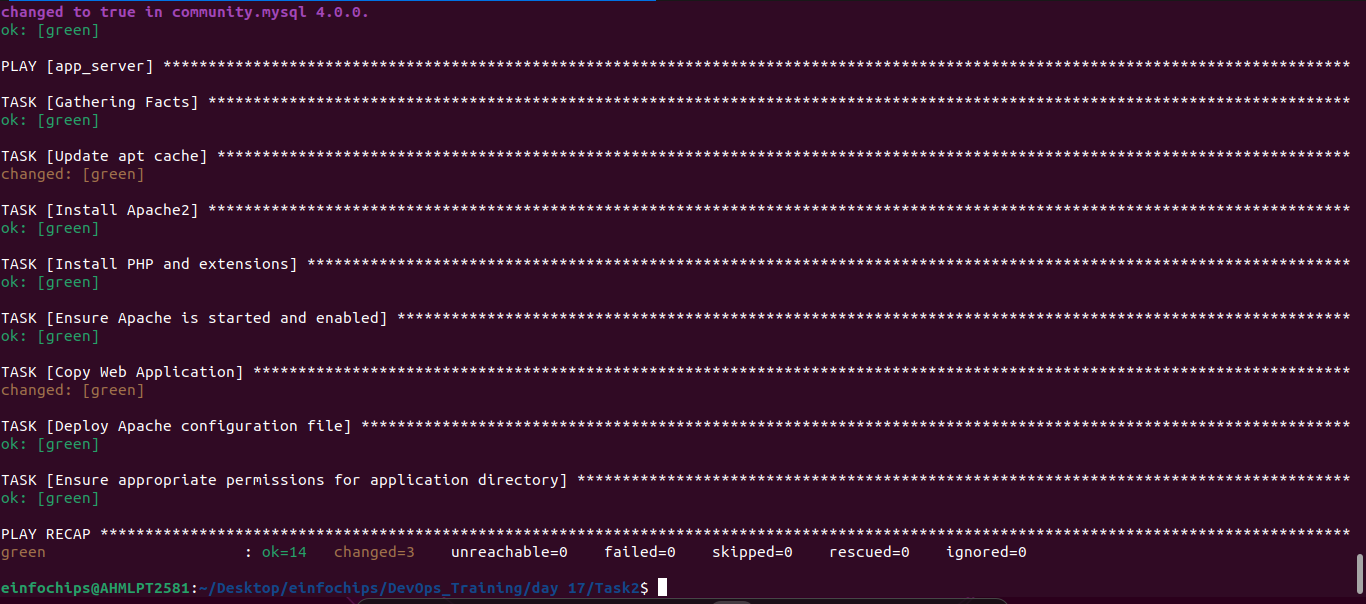 changed to true in community.mysql 4.0.0.
ok: [green]
PLAY [app_server] ************************************************************************************************************************************
TASK [Gathering Facts] *******************************************************************************************************************************
ok: [green]
TASK [Update apt cache] ******************************************************************************************************************************
changed: [green]
TASK [Install Apache2] *******************************************************************************************************************************
ok: [green]
TASK [Install PHP and extensions] ********************************************************************************************************************
ok: [green]
TASK [Ensure Apache is started and enabled] **********************************************************************************************************
ok: [green]
TASK [Copy Web Application] **************************************************************************************************************************
changed: [green]
TASK [Deploy Apache configuration file] **************************************************************************************************************
ok: [green]
TASK [Ensure appropriate permissions for application directory] **************************************************************************************
ok: [green]
PLAY RECAP *******************************************************************************************************************************************
green                      : ok=14   changed=3    unreachable=0    failed=0    skipped=0    rescued=0    ignored=0
einfochips@AHMLPT2581:~/Desktop/einfochips/DevOps_Training/day 17/Task2$